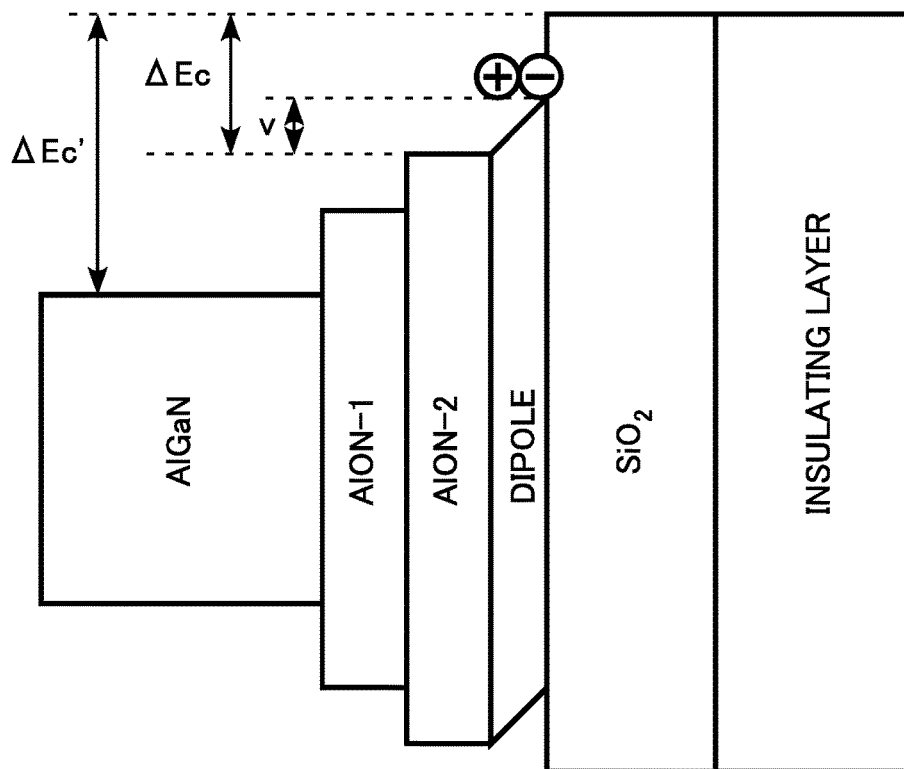 ΔEc
+ −
v
ΔEc'
AlGaN
AlON-1
AlON-2
DIPOLE
SiO₂
INSULATING LAYER